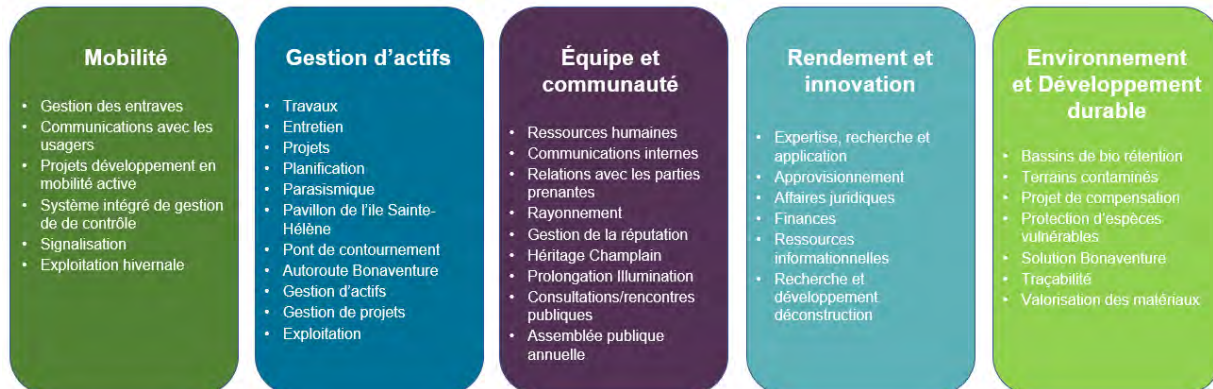 Mobilité
• Gestion des entraves
• Communications avec les
usagers
• Projets développement en
mobilité active
• Système intégré de gestion
de de contrôle
• Signalisation
• Exploitation hivernale
Gestion d'actifs
• Travaux
• Entretien
• Projets
• Planification
• Parasismique
• Pavillon de l'ile Sainte-
Hélène
• Pont de contournement
• Autoroute Bonaventure
• Gestion d'actifs
• Gestion de projets
• Exploitation
Équipe et
communauté
• Ressources humaines
• Communications internes
• Relations avec les parties
prenantes
• Rayonnement
• Gestion de la réputation
• Héritage Champlain
• Prolongation Illumination
• Consultations/rencontres
publiques
• Assemblée publique
annuelle
Rendement et
innovation
• Expertise, recherche et
application
• Approvisionnement
• Affaires juridiques
• Finances
• Ressources
informationnelles
• Recherche et
développement
déconstruction
Environnement
et Développement
durable
• Bassins de bio rétention
• Terrains contaminés
• Projet de compensation
• Protection d'espèces
vulnérables
• Solution Bonaventure
• Traçabilité
• Valorisation des matériaux